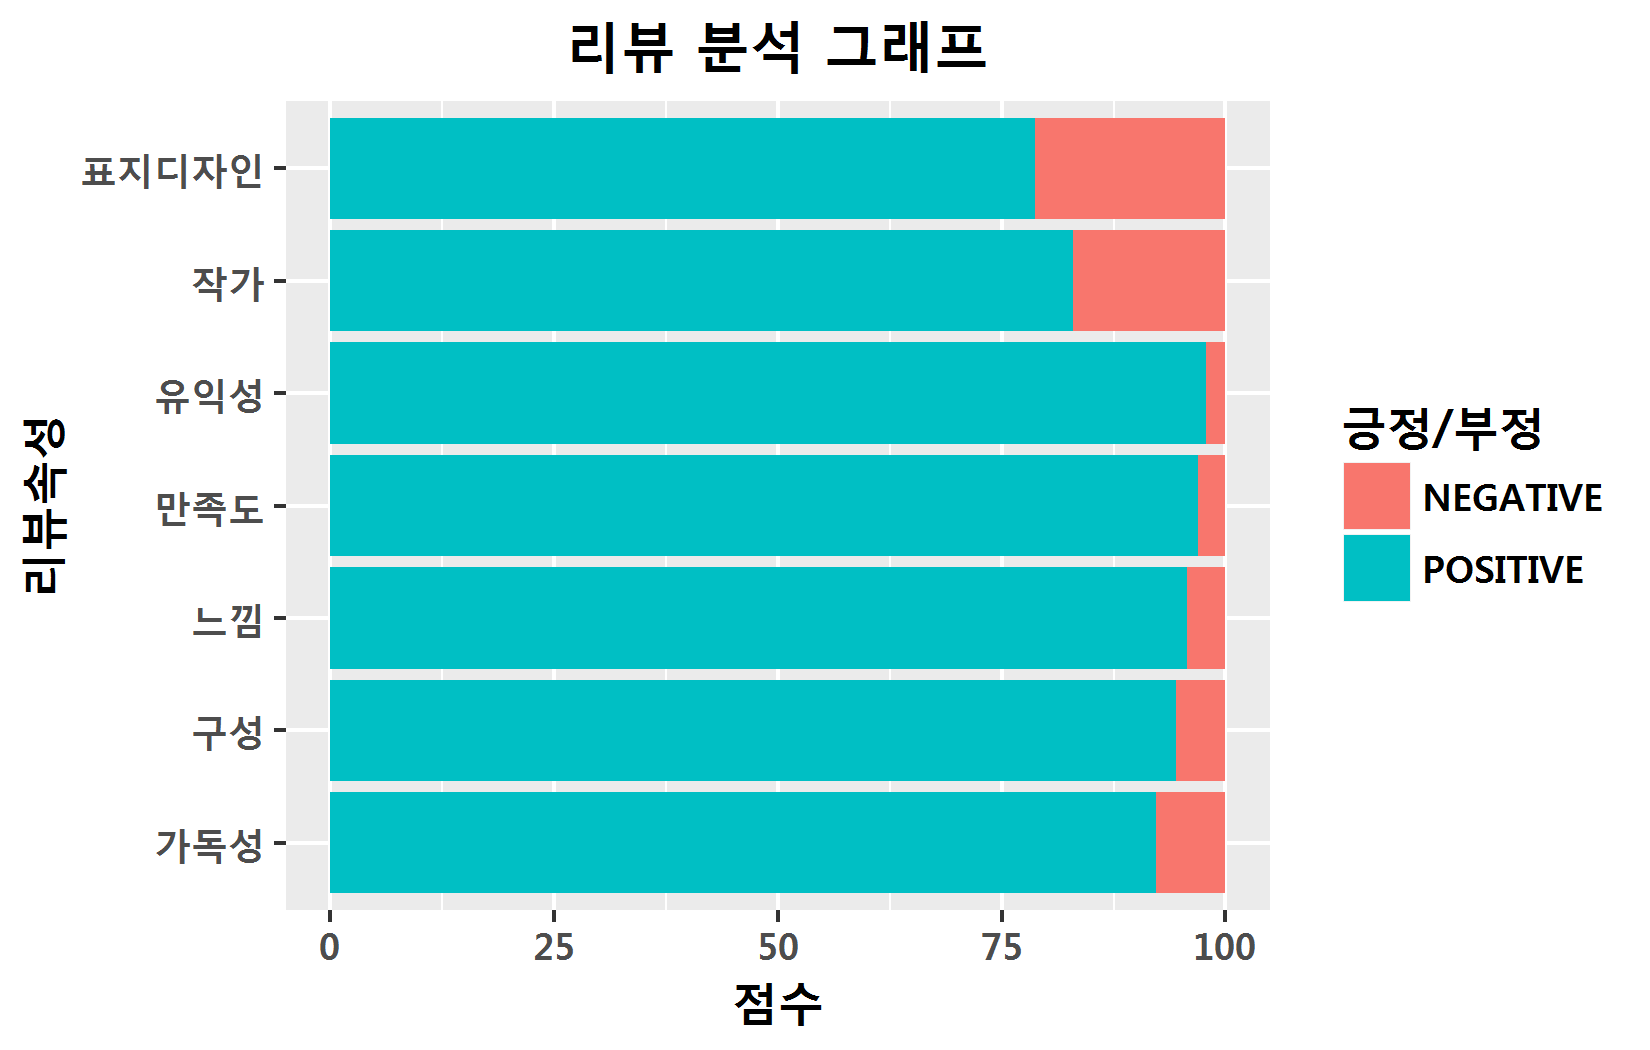 리뷰 분석 그래프
표지디자인
작가
유익성
만족도
느낌
구성
가독성
리뷰속성
0 25 50 75 100
점수
긍정/부정
NEGATIVE
POSITIVE